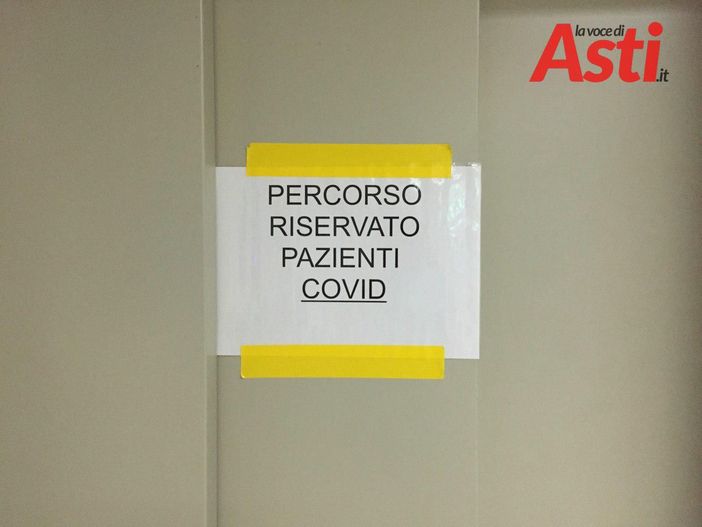 la voce di
Asti.it
PERCORSO
RISERVATO
PAZIENTI
COVID